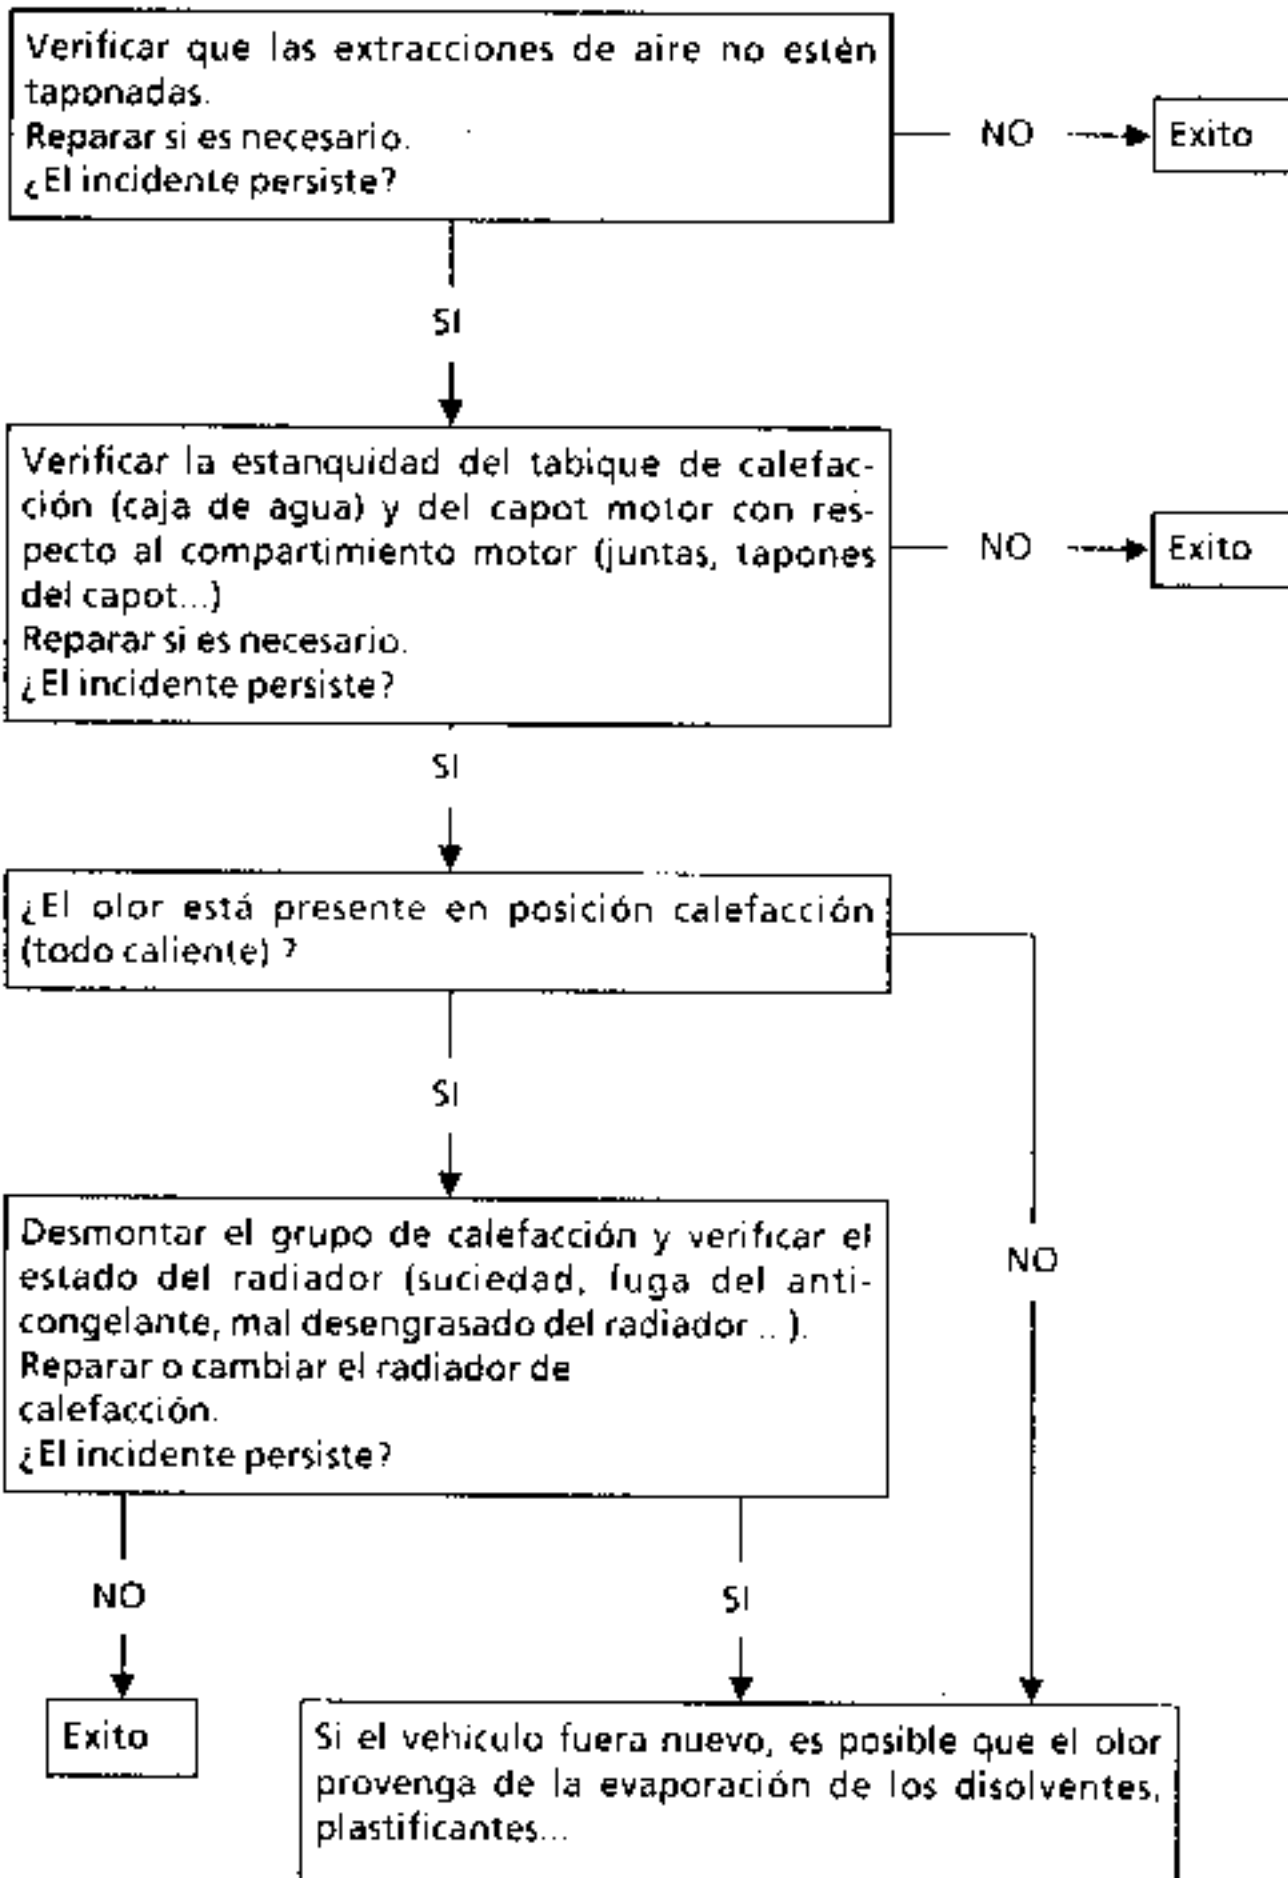 Verificar que las extracciones de aire no estén
taponadas.
Reparar si es necesario.
¿El incidente persiste?
NO
Exito
SI
Verificar la estanquidad del tabique de calefac-
ción (caja de agua) y del capot motor con res-
pecto al compartimiento motor (juntas, tapones
del capot...)
Reparar si es necesario.
¿El incidente persiste?
NO
Exito
SI
¿El olor está presente en posición calefacción
(todo caliente) ?
SI
NO
Desmontar el grupo de calefacción y verificar el
estado del radiador (suciedad, fuga del anti-
congelante, mal desengrasado del radiador ...).
Reparar o cambiar el radiador de
calefacción.
¿El incidente persiste?
NO
SI
Exito
Si el vehiculo fuera nuevo, es posible que el olor
provenga de la evaporación de los disolventes,
plastificantes...